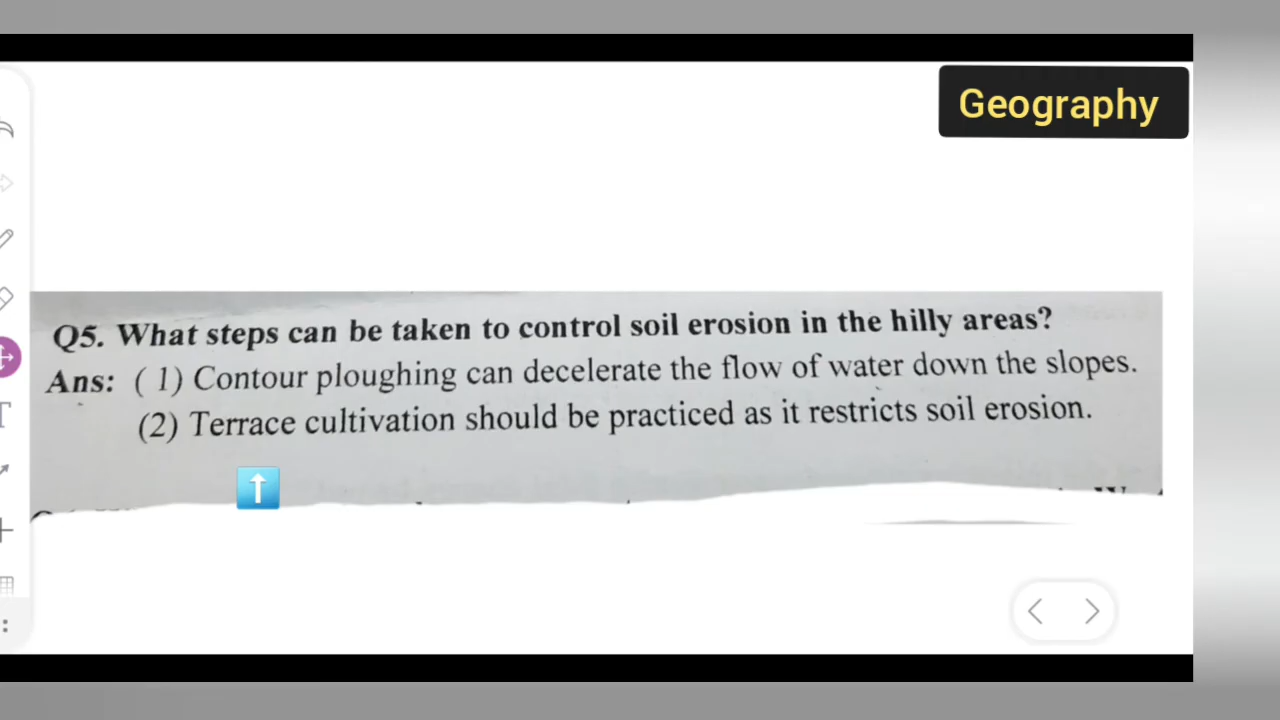 Geography
Q5. What steps can be taken to control soil erosion in the hilly areas?
Ans: ( 1) Contour ploughing can decelerate the flow of water down the slopes.
(2) Terrace cultivation should be practiced as it restricts soil erosion.